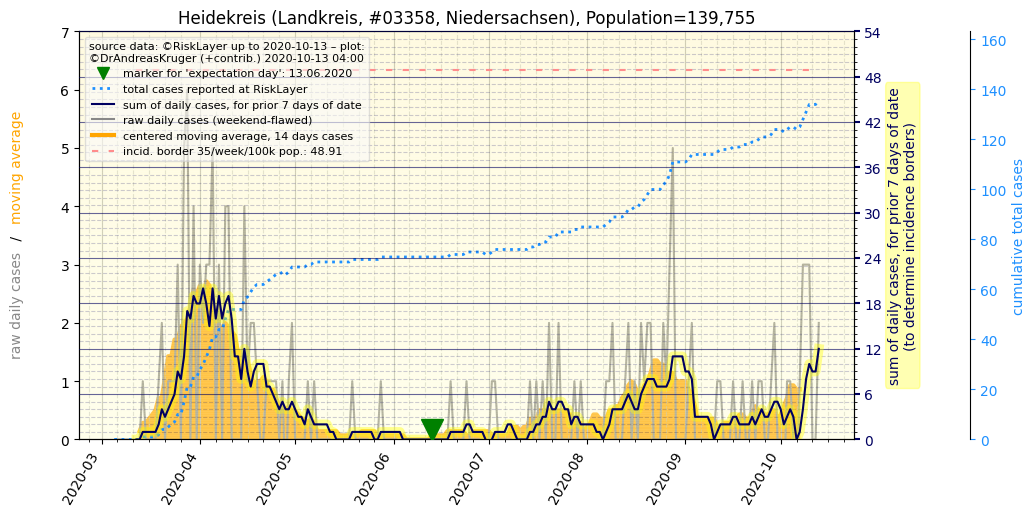 Heidekreis (Landkreis, #03358, Niedersachsen), Population=139,755
source data: ©RiskLayer up to 2020-10-13 – plot:
©DrAndreasKruger (+contrib.) 2020-10-13 04:00
marker for 'expectation day': 13.06.2020
total cases reported at RiskLayer
sum of daily cases, for prior 7 days of date
raw daily cases (weekend-flawed)
centered moving average, 14 days cases
incid. border 35/week/100k pop.: 48.91
raw daily cases / moving average
7
6
5
4
3
2
1
0
2020-03
2020-04
2020-05
2020-06
2020-07
2020-08
2020-09
2020-10
54
48
42
36
30
24
18
12
6
0
sum of daily cases, for prior 7 days of date
(to determine, incidence borders)
160
140
120
100
80
60
40
20
0
cumulative total cases